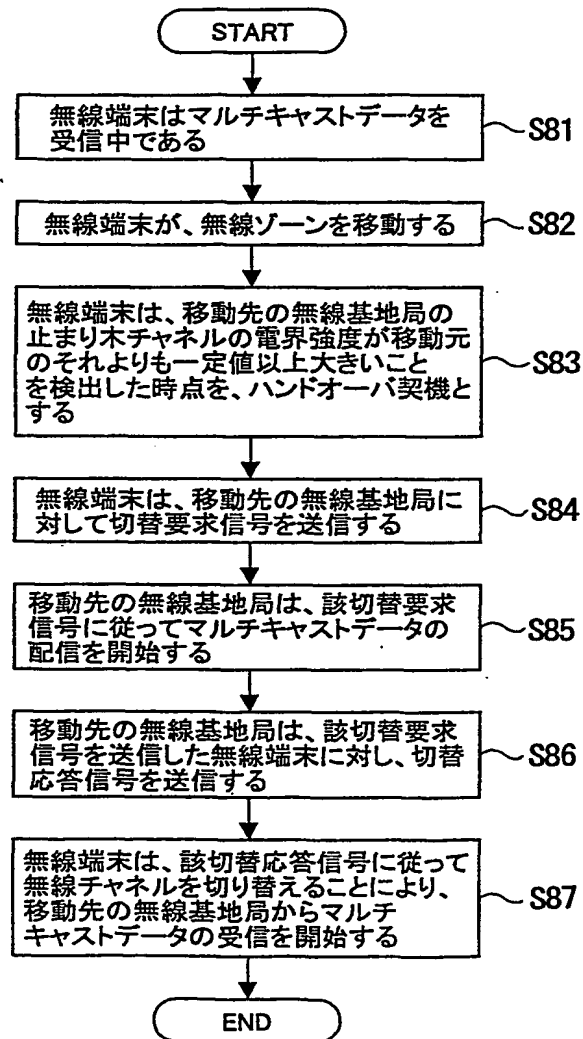 START
無線端末はマルチキャストデータを
受信中である
S81
無線端末が、無線ゾーンを移動する
S82
無線端末は、移動先の無線基地局の
止まり木チャネルの電界強度が移動元
のそれよりも一定値以上大きいこと
を検出した時点を、ハンドオーバ契機と
する
S83
無線端末は、移動先の無線基地局に
対して切替要求信号を送信する
S84
移動先の無線基地局は、該切替要求
信号に従ってマルチキャストデータの
配信を開始する
S85
移動先の無線基地局は、該切替要求
信号を送信した無線端末に対し、切替
応答信号を送信する
S86
無線端末は、該切替応答信号に従って
無線チャネルを切り替えることにより、
移動先の無線基地局からマルチ
キャストデータの受信を開始する
S87
END